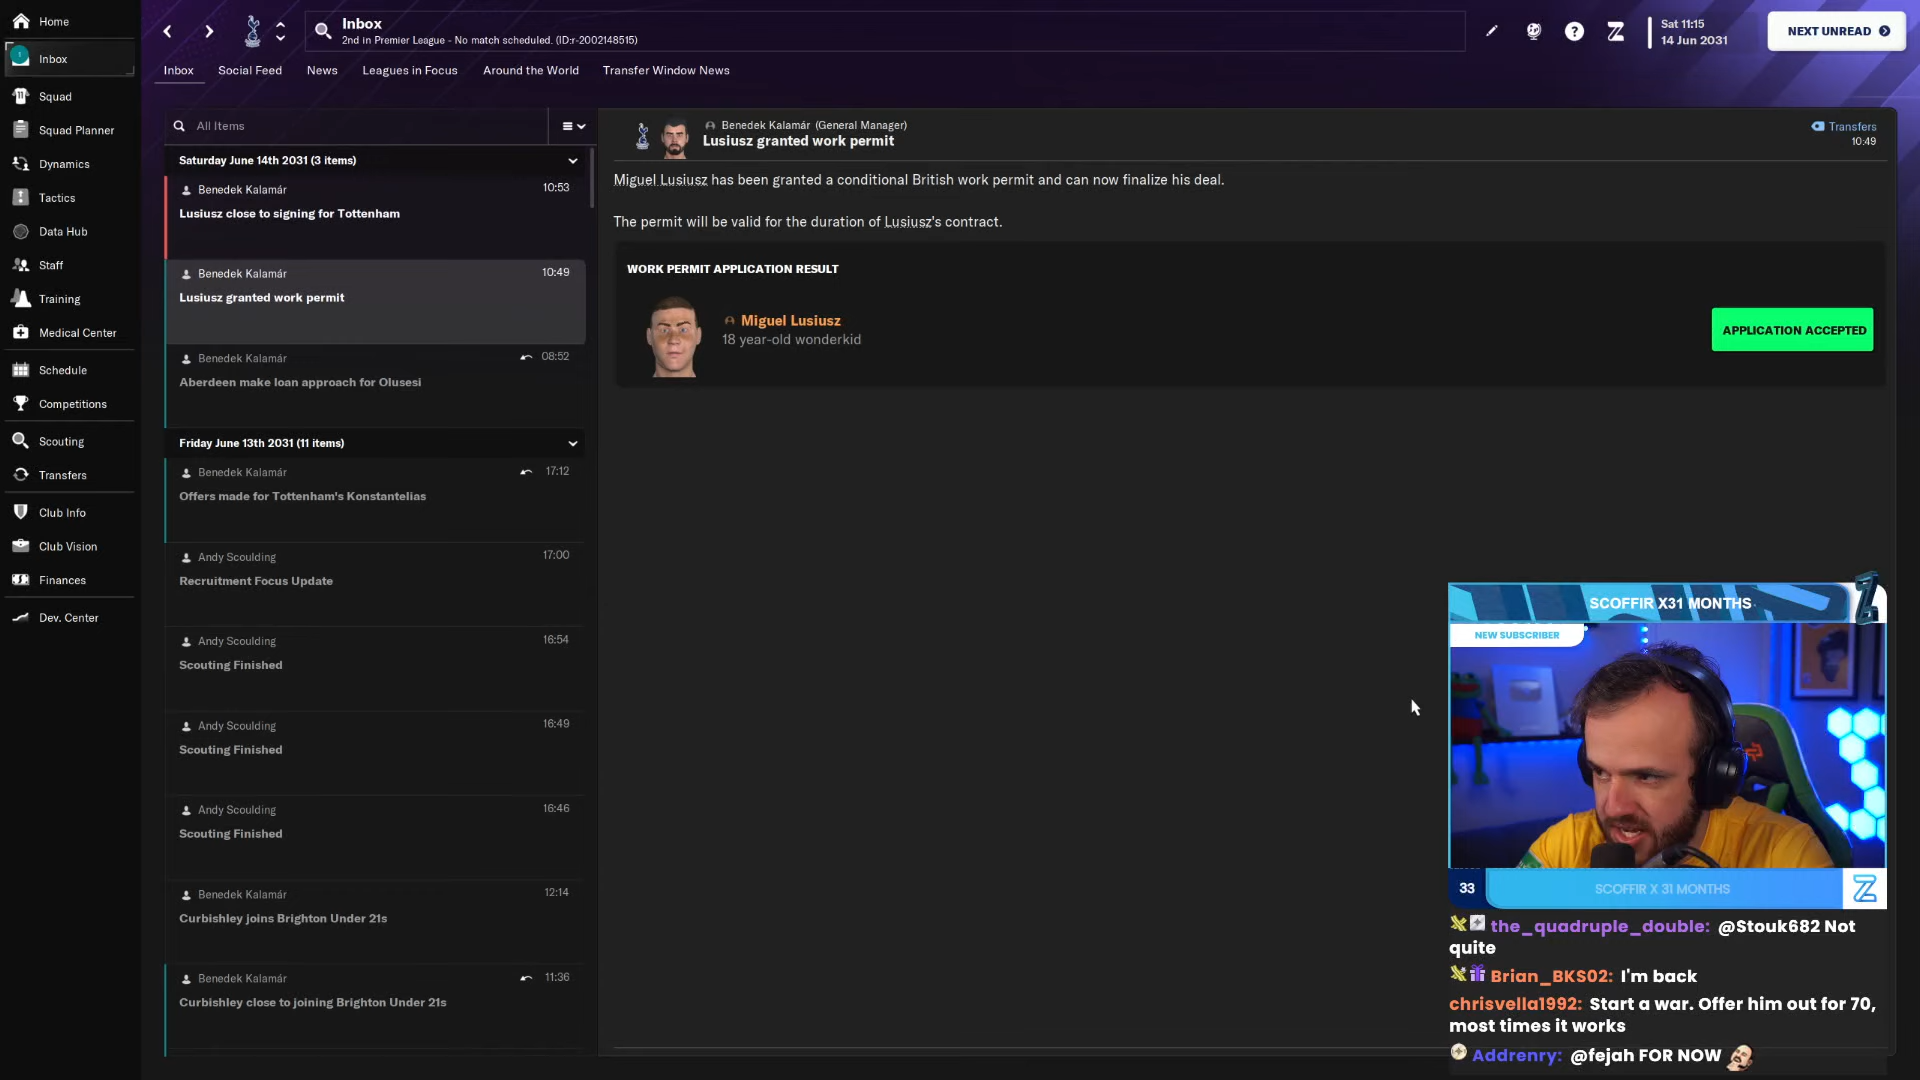 Home
Inbox
Squad
Squad Planner
Dynamics
Tactics
Data Hub
Staff
Training
Medical Center
Schedule
Competitions
Scouting
Transfers
Club Info
Club Vision
Finances
Dev. Center
Inbox
2nd in Premier League - No match scheduled. (ID:r-2002148515)
Sat 11:15
14 Jun 2031
NEXT UNREAD
Inbox Social Feed News Leagues in Focus Around the World Transfer Window News
All Items
Saturday June 14th 2031 (3 items)
Benedek Kalamár 10:53
Lusiusz close to signing for Tottenham
Benedek Kalamár 10:49
Lusiusz granted work permit
Benedek Kalamár 08:52
Aberdeen make loan approach for Olusesi
Friday June 13th 2031 (11 items)
Benedek Kalamár 17:12
Offers made for Tottenham's Konstantelias
Andy Scoulding 17:00
Recruitment Focus Update
Andy Scoulding 16:54
Scouting Finished
Andy Scoulding 16:49
Scouting Finished
Andy Scoulding 16:46
Scouting Finished
Benedek Kalamár 12:14
Curbishley joins Brighton Under 21s
Benedek Kalamár 11:36
Curbishley close to joining Brighton Under 21s
Benedek Kalamár (General Manager)
Lusiusz granted work permit
Transfers
10:49
Miguel Lusiusz has been granted a conditional British work permit and can now finalize his deal.
The permit will be valid for the duration of Lusiusz's contract.
WORK PERMIT APPLICATION RESULT
Miguel Lusiusz
18 year-old wonderkid
APPLICATION ACCEPTED
SCOFFIR X31 MONTHS
NEW SUBSCRIBER
33 SCOFFIR X 31 MONTHS
the_quadruple_double: @Stouk682 Not
quite
Brian_BKS02: I'm back
chrisvella1992: Start a war. Offer him out for 70,
most times it works
Addrenry: @fejah FOR NOW